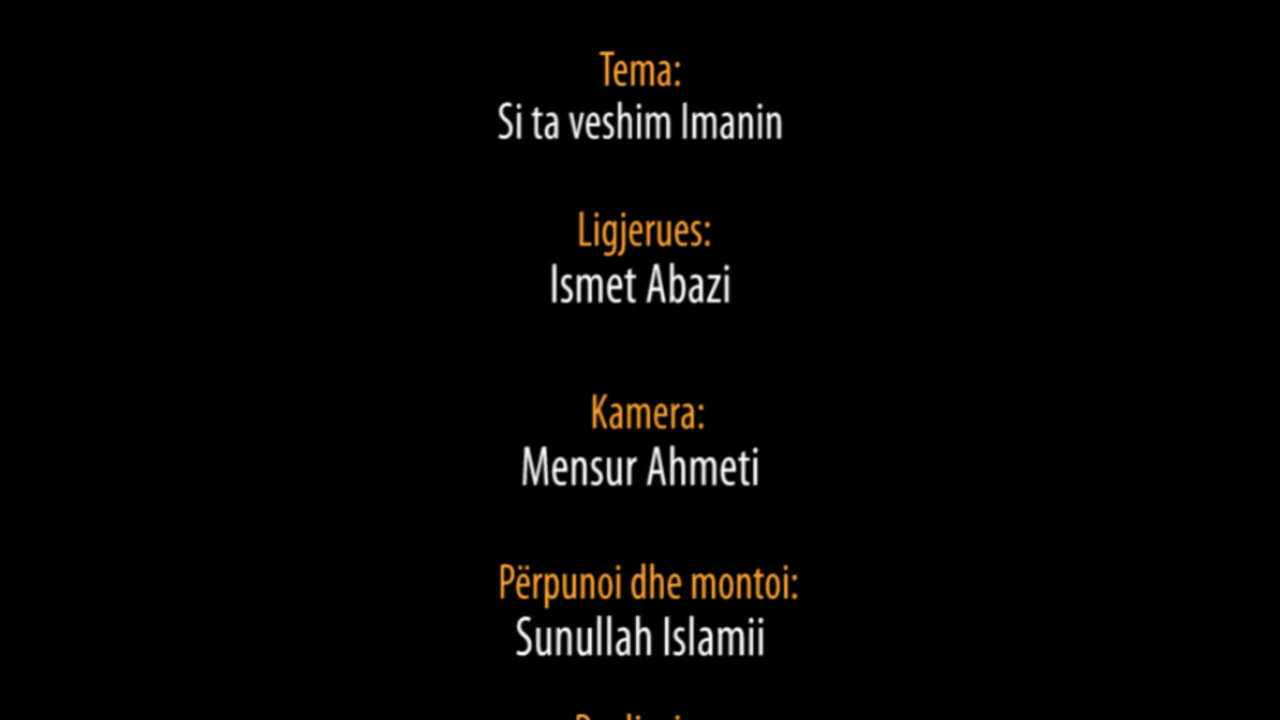 Tema:
Si ta veshim Imanin
Ligjerues:
Ismet Abazi
Kamera:
Mensur Ahmeti
Përpunoi dhe montoi:
Sunullah Islamii